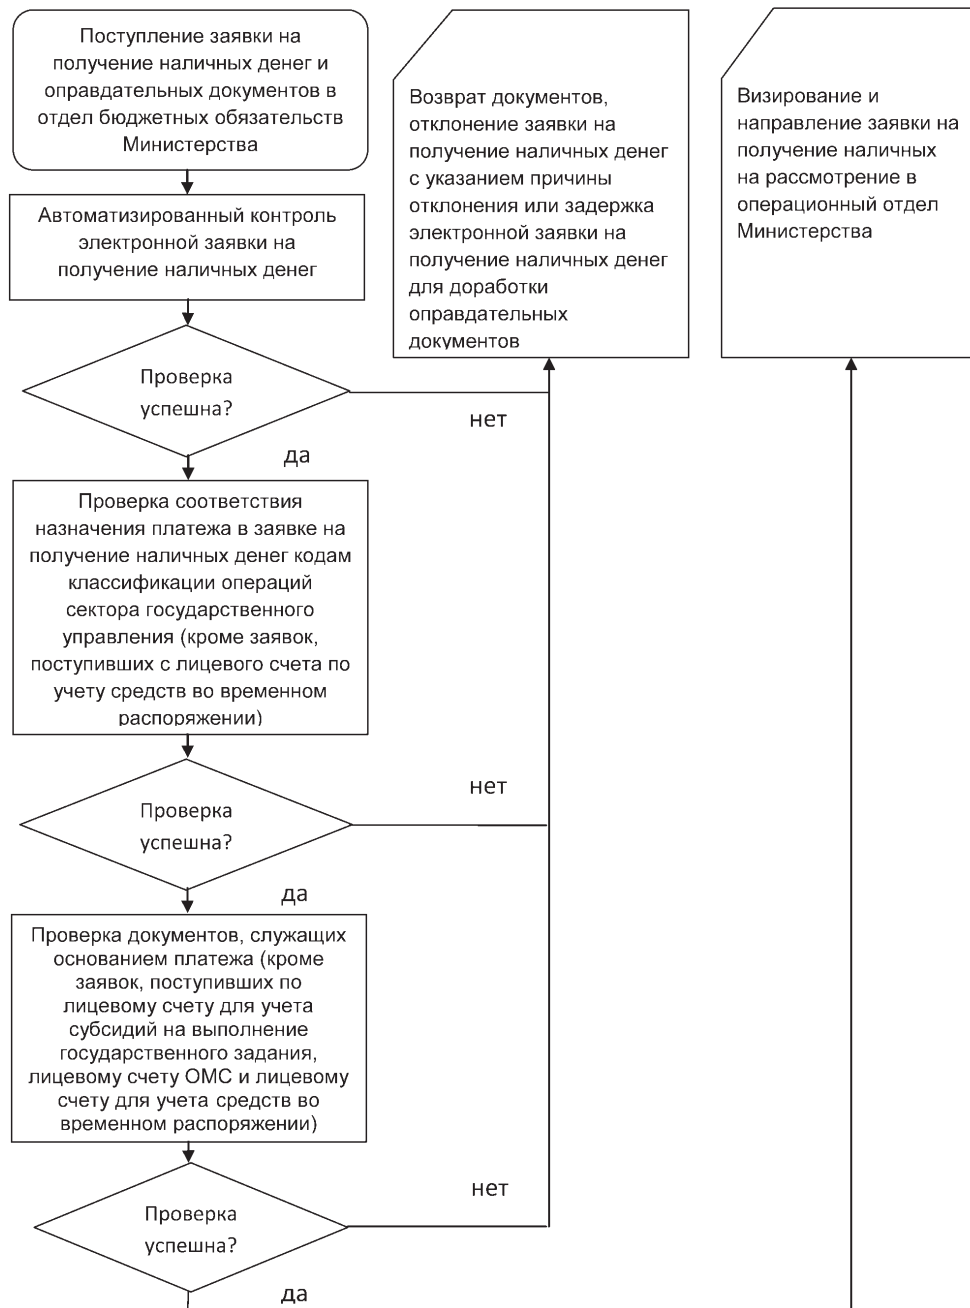 Поступление заявки на
получение наличных денег и
оправдательных документов в
отдел бюджетных обязательств
Министерства
Автоматизированный контроль
электронной заявки на
получение наличных денег
Проверка
успешна?
нет
да
Проверка соответствия
назначения платежа в заявке на
получение наличных денег кодам
классификации операций
сектора государственного
управления (кроме заявок,
поступивших с лицевого счета по
учету средств во временном
распоряжении)
Проверка
успешна?
нет
да
Проверка документов, служащих
основанием платежа (кроме
заявок, поступивших по
лицевому счету для учета
субсидий на выполнение
государственного задания,
лицевому счету ОМС и лицевому
счету для учета средств во
временном распоряжении)
Проверка
успешна?
нет
да
Возврат документов,
отклонение заявки на
получение наличных денег
с указанием причины
отклонения или задержка
электронной заявки на
получение наличных денег
для доработки
оправдательных
документов
Визирование и
направление заявки на
получение наличных
на рассмотрение в
операционный отдел
Министерства